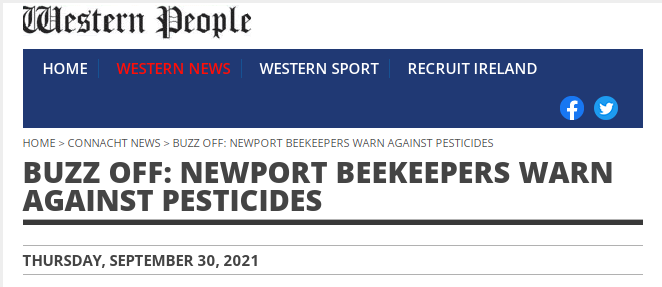 Western People
HOME
WESTERN NEWS
WESTERN SPORT
RECRUIT IRELAND
HOME > CONNACHT NEWS > BUZZ OFF: NEWPORT BEEKEEPERS WARN AGAINST PESTICIDES
BUZZ OFF: NEWPORT BEEKEEPERS WARN
AGAINST PESTICIDES
THURSDAY, SEPTEMBER 30, 2021